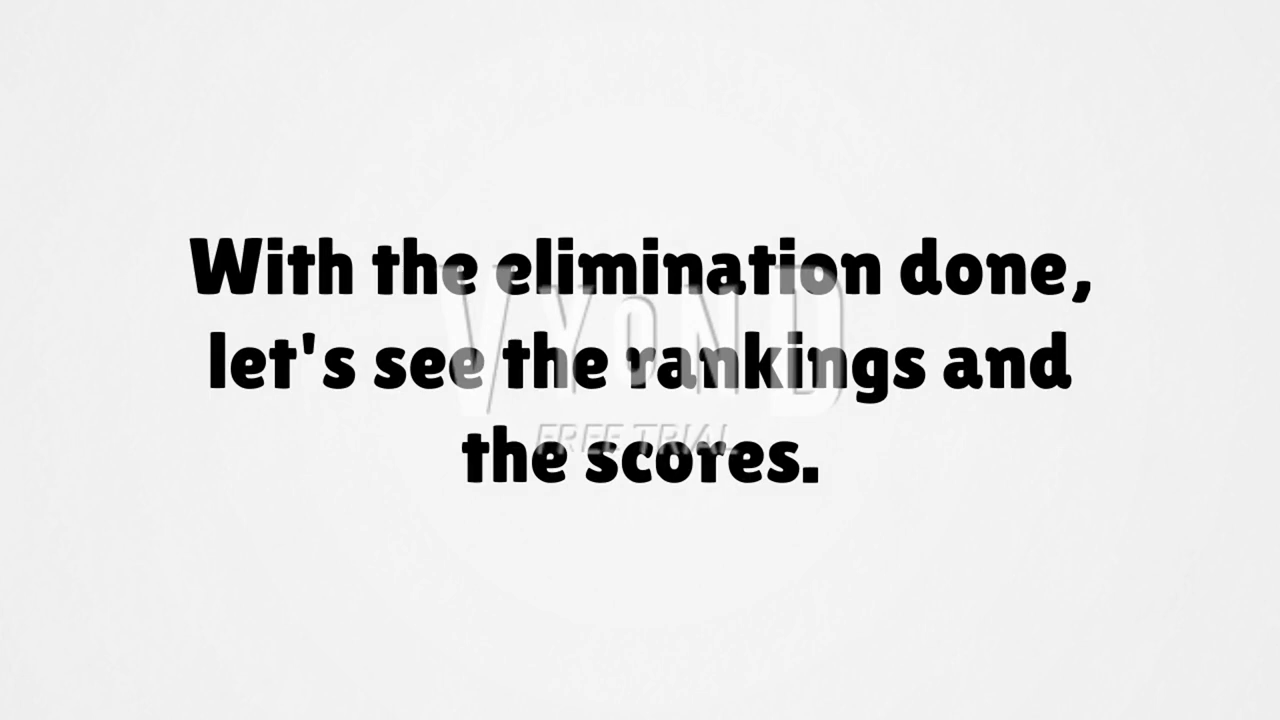 With the elimination done,
let's see the rankings and
the scores.
VYOND
FREE TRIAL